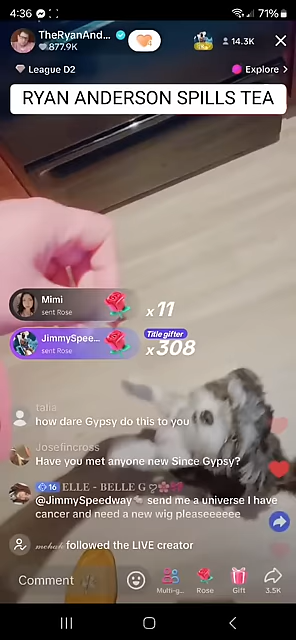 4:36
71%
TheRyanAnd...
877.9K
14.3K
League D2
Explore >
RYAN ANDERSON SPILLS TEA
Mimi
sent Rose
x 11
JimmySpee...
sent Rose
Title gifter
x 308
talia
how dare Gypsy do this to you
Josefincross
Have you met anyone new Since Gypsy?
16 ELLE - BELLE G
@JimmySpeedway send me a universe I have
cancer and need a new wig pleaseeeeee
followed the LIVE creator
Comment
Multi-g...
Rose
Gift
3.5K